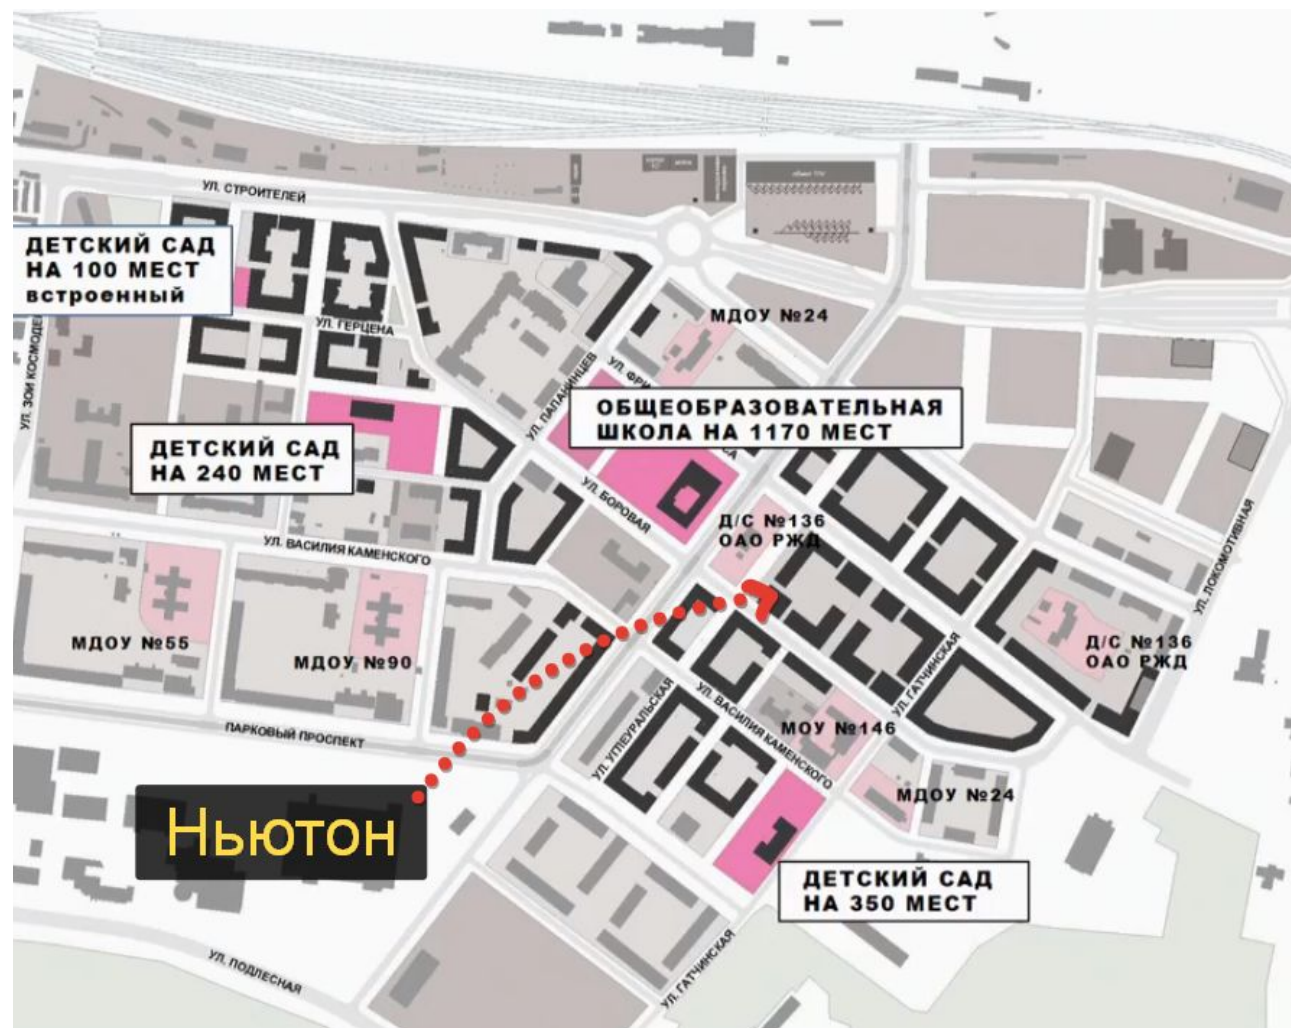 УЛ. СТРОИТЕЛЕЙ
ДЕТСКИЙ САД
НА 100 МЕСТ
встроенный
УЛ. ГЕРЦЕНА
МДОУ №24
УЛ. ПАПАНИНЦЕВ
ОБЩЕОБРАЗОВАТЕЛЬНАЯ
ШКОЛА НА 1170 МЕСТ
ДЕТСКИЙ САД
НА 240 МЕСТ
УЛ. БОРОВАЯ
Д/С №136
ОАО РЖД
УЛ. ВАСИЛИЯ КАМЕНСКОГО
УЛ. ЛОКОМОТИВНАЯ
МДОУ №55
МДОУ №90
Д/С №136
ОАО РЖД
УЛ. ГАТЧИНСКАЯ
УЛ. УГЛЕУРАЛЬСКАЯ
УЛ. ВАСИЛИЯ КАМЕНСКОГО
МОУ №146
ПАРКОВЫЙ ПРОСПЕКТ
МДОУ №24
Ньютон
ДЕТСКИЙ САД
НА 350 МЕСТ
УЛ. ПОДЛЕСНАЯ
УЛ. ГАТЧИНСКАЯ